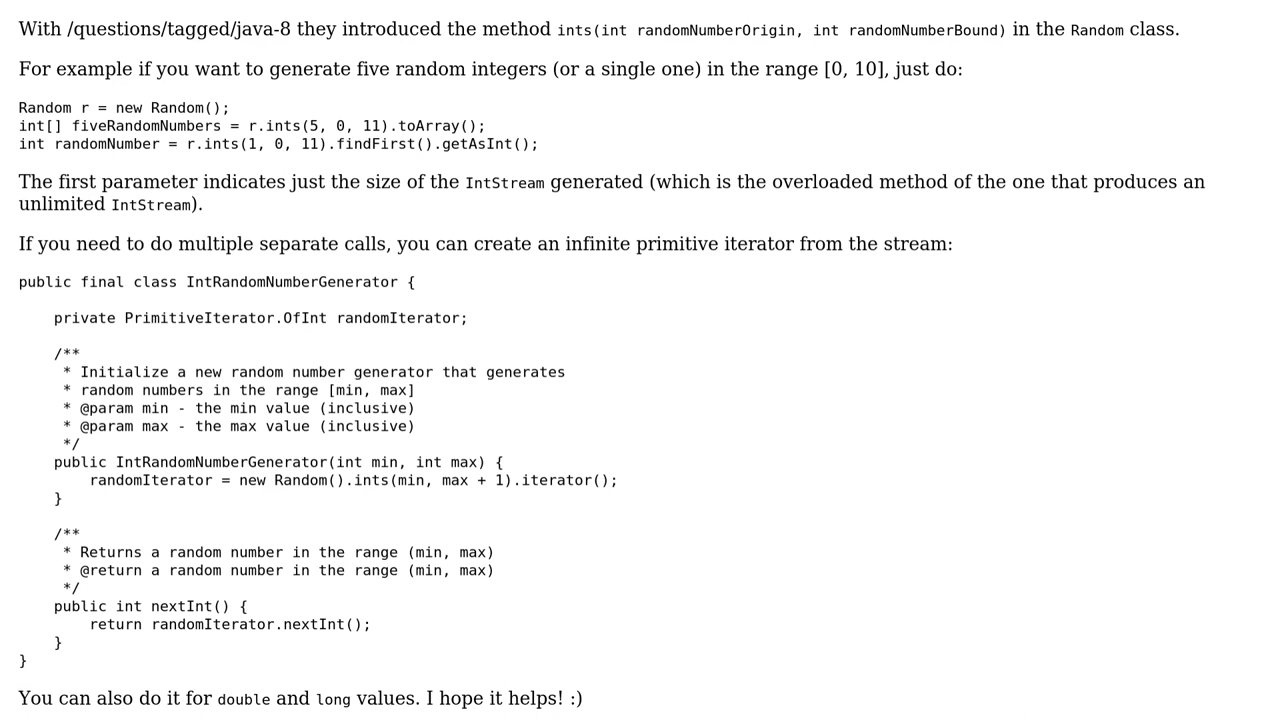 With /questions/tagged/java-8 they introduced the method ints(int randomNumberOrigin, int randomNumberBound) in the Random class.
For example if you want to generate five random integers (or a single one) in the range [0, 10], just do:
Random r = new Random();
int[] fiveRandomNumbers = r.ints(5, 0, 11).toArray();
int randomNumber = r.ints(1, 0, 11).findFirst().getAsInt();
The first parameter indicates just the size of the IntStream generated (which is the overloaded method of the one that produces an
unlimited IntStream).
If you need to do multiple separate calls, you can create an infinite primitive iterator from the stream:
public final class IntRandomNumberGenerator {
    private PrimitiveIterator.OfInt randomIterator;
    /**
     * Initialize a new random number generator that generates
     * random numbers in the range [min, max]
     * @param min - the min value (inclusive)
     * @param max - the max value (inclusive)
     */
    public IntRandomNumberGenerator(int min, int max) {
        randomIterator = new Random().ints(min, max + 1).iterator();
    }
    /**
     * Returns a random number in the range (min, max)
     * @return a random number in the range (min, max)
     */
    public int nextInt() {
        return randomIterator.nextInt();
    }
}
You can also do it for double and long values. I hope it helps! :)